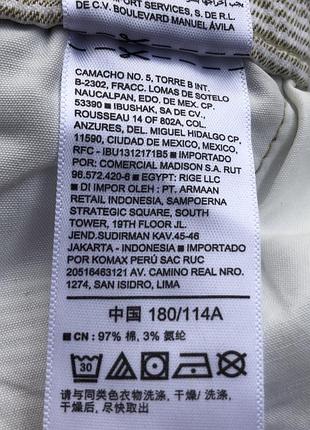 PORT SERVICES, S. DE R.L.
DE C.V. BOULEVARD MANUEL ÁVILA
CAMACHO NO. 5, TORRE B INT.
B-2302, FRACC. LOMAS DE SOTELO
NAUCALPAN, EDO DE MEX. CP.
53390 ■ IBUSHAK, SA DE CV.,
ROUSSEAU 14 OF 802A, COL.
ANZURES, DEL. MIGUEL HIDALGO CP
11590, CIUDAD DE MEXICO, MEXICO
RFC - IBU1312171B5 ■ IMPORTADO
POR: COMERCIAL MADISON S.A. RUT
96.572.420-6 ■ EGYPT: RIGE LLC
■ DI IMPOR OLEH : PT. ARMAAN
RETAIL INDONESIA, SAMPOERNA
STRATEGIC SQUARE, SOUTH
TOWER, 19TH FLOOR JL.
JEND.SUDIRMAN KAV.45-46
JAKARTA - INDONESIA ■ IMPORTADO
POR KOMAX PERÚ SAC RUC
20516463121 AV. CAMINO REAL NRO.
1274, SAN ISIDRO, LIMA
中国 180/114A
■ CN : 97% 棉, 3% 氨纶
30
请与同类色衣物洗涤, 干燥/ 洗涤,
干燥后, 尽快取出